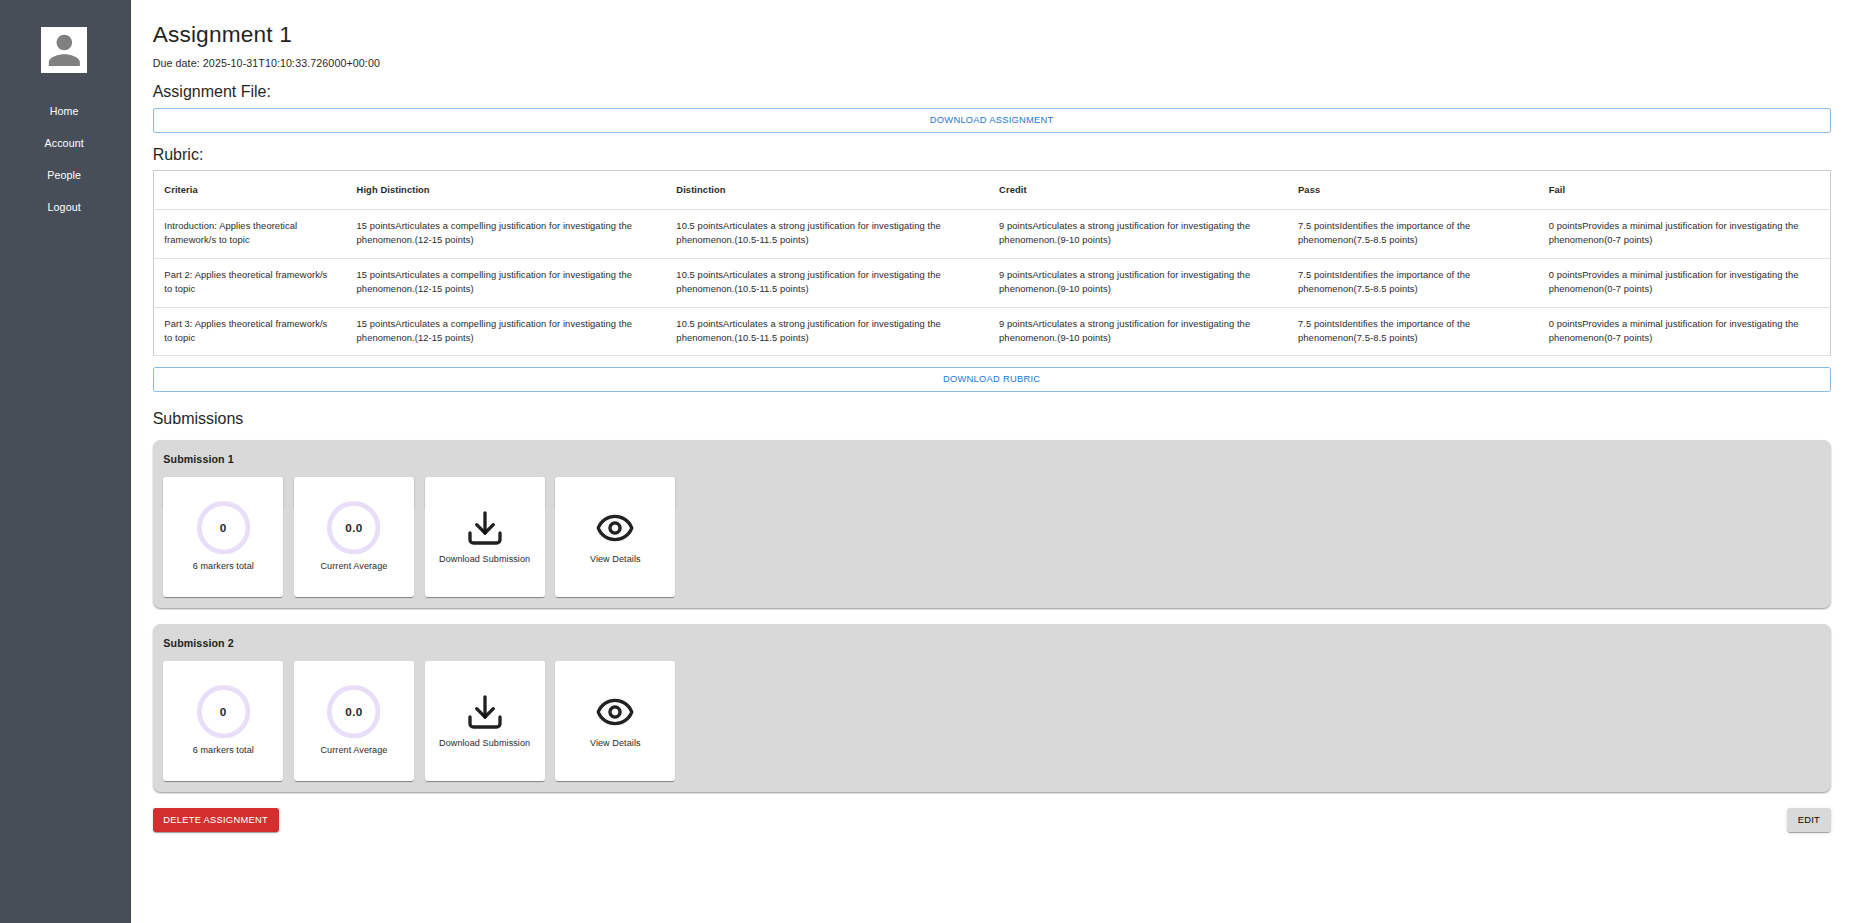 Home
Account
People
Logout
Assignment 1
Due date: 2025-10-31T10:10:33.726000+00:00
Assignment File:
DOWNLOAD ASSIGNMENT
Rubric:
Criteria High Distinction Distinction Credit Pass Fail
Introduction: Applies theoretical 15 pointsArticulates a compelling justification for investigating the 10.5 pointsArticulates a strong justification for investigating the 9 pointsArticulates a strong justification for investigating the 7.5 pointsIdentifies the importance of the 0 pointsProvides a minimal justification for investigating the
framework/s to topic phenomenon.(12-15 points) phenomenon.(10.5-11.5 points) phenomenon.(9-10 points) phenomenon(7.5-8.5 points) phenomenon(0-7 points)
Part 2: Applies theoretical framework/s 15 pointsArticulates a compelling justification for investigating the 10.5 pointsArticulates a strong justification for investigating the 9 pointsArticulates a strong justification for investigating the 7.5 pointsIdentifies the importance of the 0 pointsProvides a minimal justification for investigating the
to topic phenomenon.(12-15 points) phenomenon.(10.5-11.5 points) phenomenon.(9-10 points) phenomenon(7.5-8.5 points) phenomenon(0-7 points)
Part 3: Applies theoretical framework/s 15 pointsArticulates a compelling justification for investigating the 10.5 pointsArticulates a strong justification for investigating the 9 pointsArticulates a strong justification for investigating the 7.5 pointsIdentifies the importance of the 0 pointsProvides a minimal justification for investigating the
to topic phenomenon.(12-15 points) phenomenon.(10.5-11.5 points) phenomenon.(9-10 points) phenomenon(7.5-8.5 points) phenomenon(0-7 points)
DOWNLOAD RUBRIC
Submissions
Submission 1
0 0.0
6 markers total Current Average Download Submission View Details
Submission 2
0 0.0
6 markers total Current Average Download Submission View Details
DELETE ASSIGNMENT EDIT